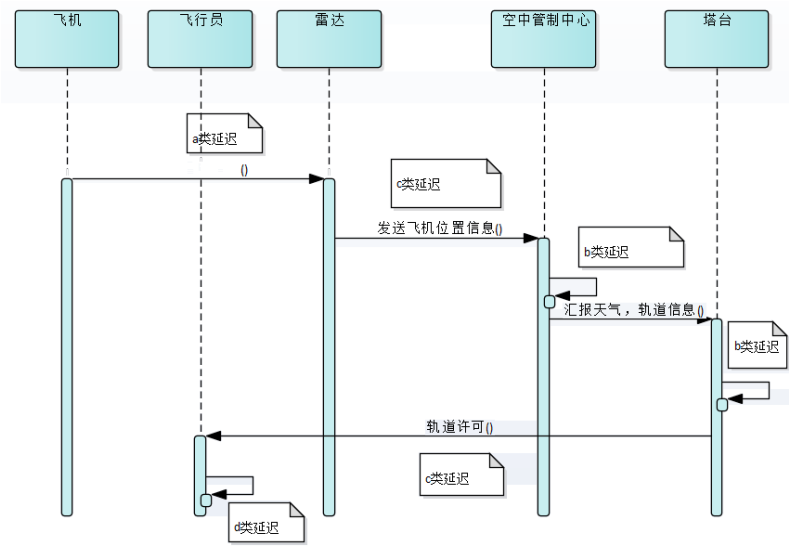 飞机
飞行员
雷达
空中管制中心
塔台
a类延迟
()
c类延迟
发送飞机位置信息()
b类延迟
汇报天气，轨道信息()
b类延迟
轨道许可()
c类延迟
d类延迟